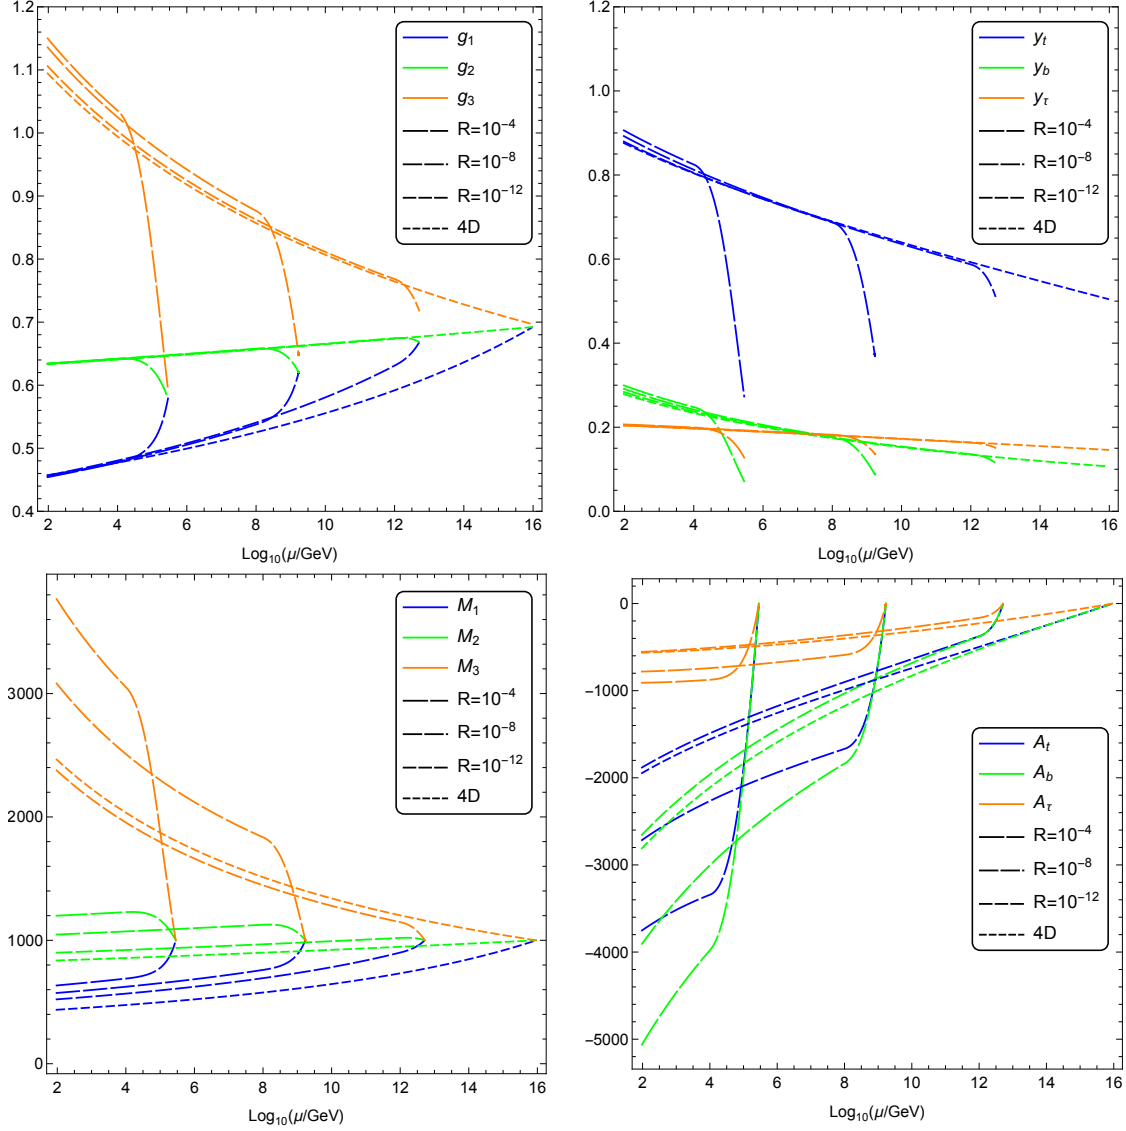 1.2
1.1
1.0
0.9
0.8
0.7
0.6
0.5
0.4
2 4 6 8 10 12 14 16
Log₁₀(μ/GeV)
g₁
g₂
g₃
R=10⁻⁴
R=10⁻⁸
R=10⁻¹²
4D
1.2
1.0
0.8
0.6
0.4
0.2
0.0
2 4 6 8 10 12 14 16
Log₁₀(μ/GeV)
y_t
y_b
y_τ
R=10⁻⁴
R=10⁻⁸
R=10⁻¹²
4D
3000
2000
1000
0
2 4 6 8 10 12 14 16
Log₁₀(μ/GeV)
M₁
M₂
M₃
R=10⁻⁴
R=10⁻⁸
R=10⁻¹²
4D
0
−1000
−2000
−3000
−4000
−5000
2 4 6 8 10 12 14 16
Log₁₀(μ/GeV)
A_t
A_b
A_τ
R=10⁻⁴
R=10⁻⁸
R=10⁻¹²
4D